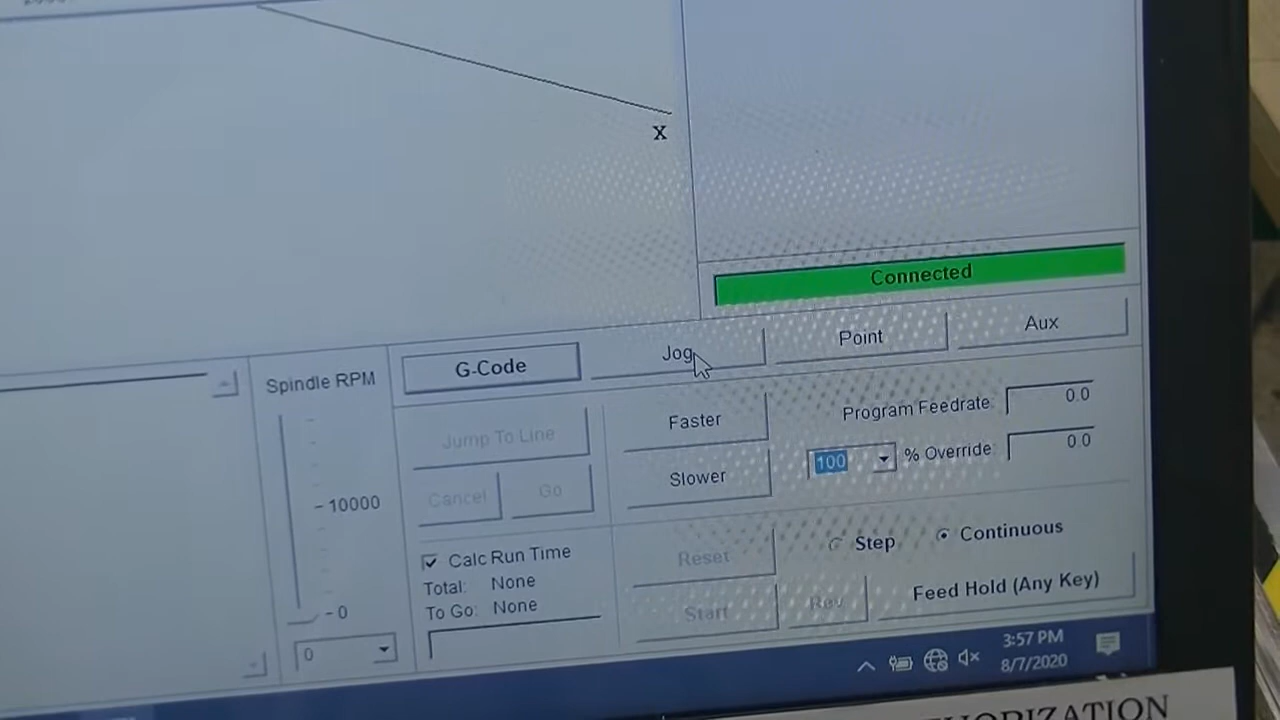 X
Connected
G-Code
Jog
Point
Aux
Spindle RPM
10000
0
0
Jump To Line
Cancel
Go
Calc Run Time
Total: None
To Go: None
Faster
Slower
Program Feedrate: 0.0
100 % Override: 0.0
Reset
Step
Continuous
Start
Rev
Feed Hold (Any Key)
3:57 PM
8/7/2020